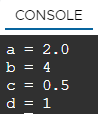 CONSOLE
a = 2.0
b = 4
c = 0.5
d = 1